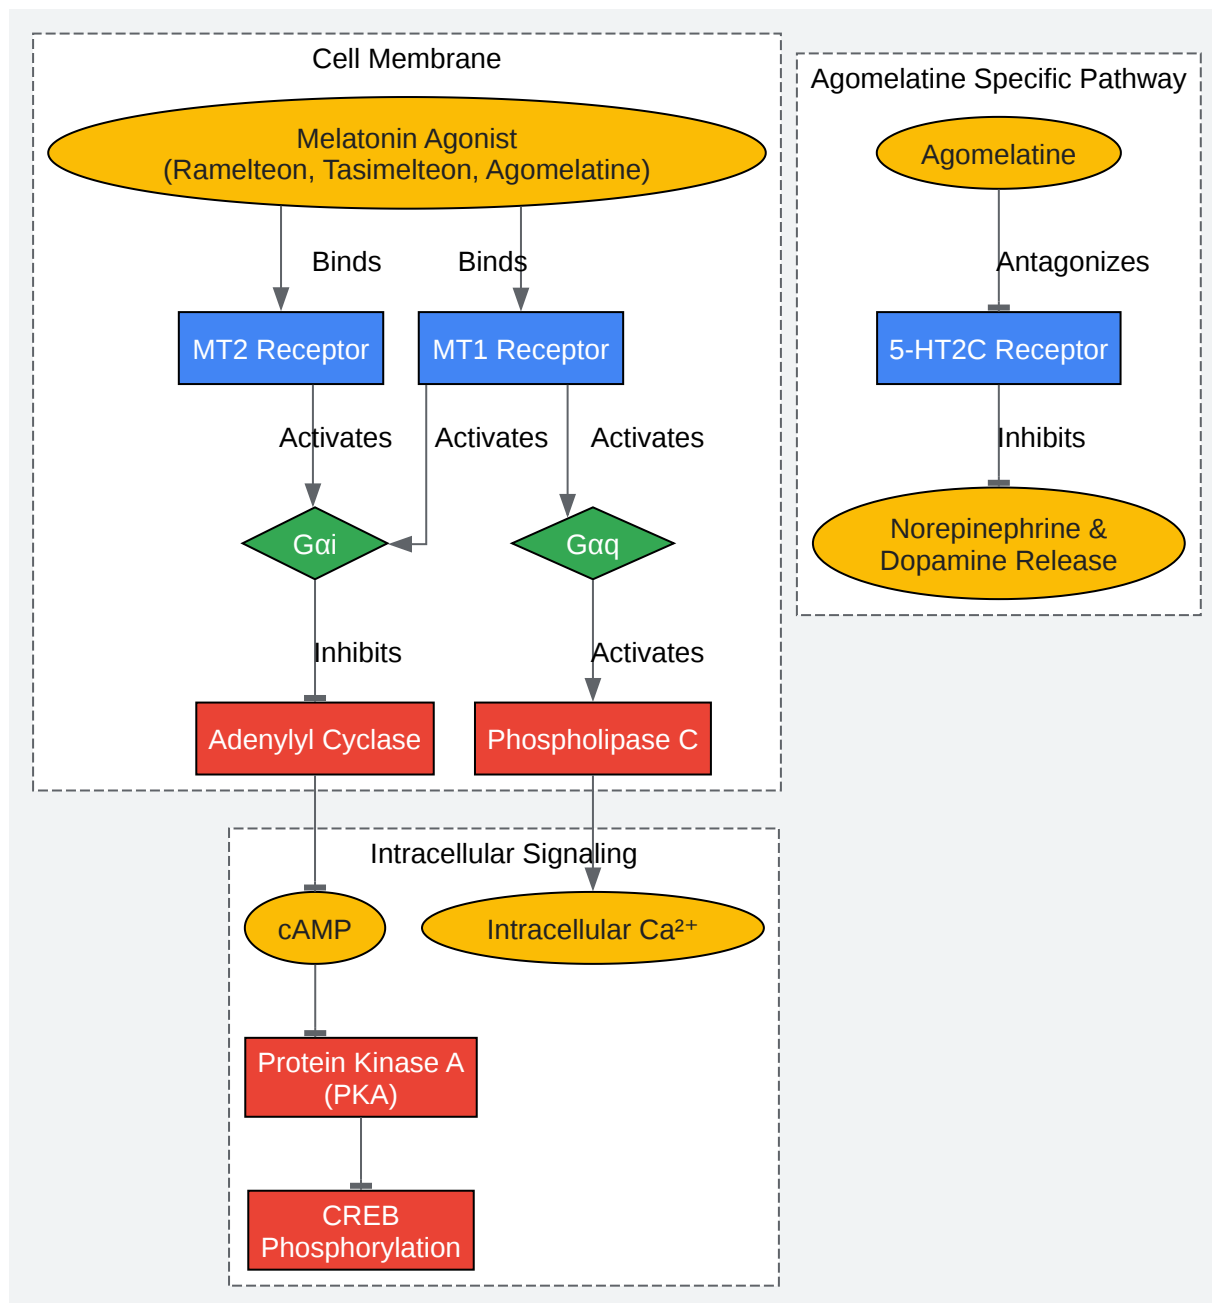 Cell Membrane
Melatonin Agonist
(Ramelteon, Tasimelteon, Agomelatine)
Binds
Binds
MT2 Receptor
MT1 Receptor
Activates
Activates
Activates
Gαi
Gαq
Inhibits
Activates
Adenylyl Cyclase
Phospholipase C
Intracellular Signaling
cAMP
Intracellular Ca²⁺
Protein Kinase A
(PKA)
CREB
Phosphorylation
Agomelatine Specific Pathway
Agomelatine
Antagonizes
5-HT2C Receptor
Inhibits
Norepinephrine &
Dopamine Release